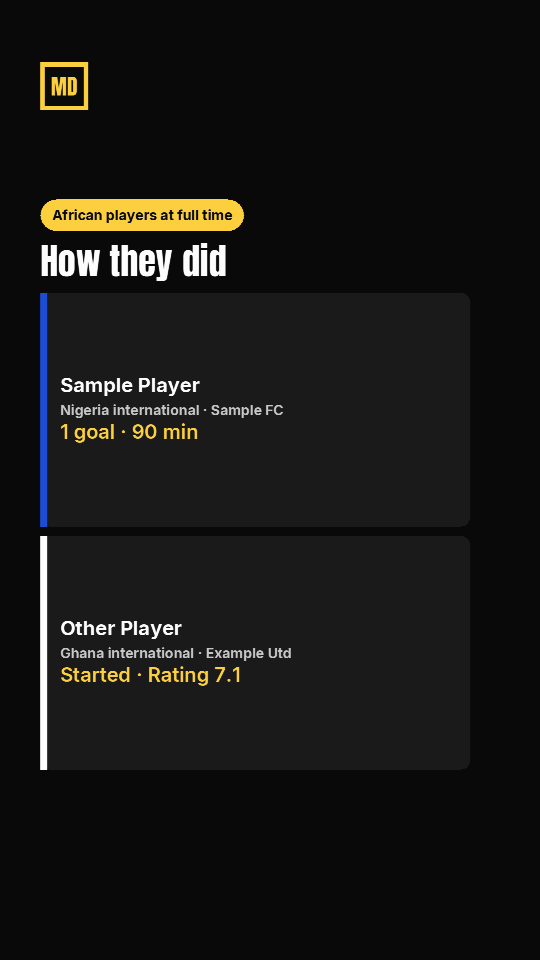 MD
African players at full time
How they did
Sample Player
Nigeria international · Sample FC
1 goal · 90 min
Other Player
Ghana international · Example Utd
Started · Rating 7.1